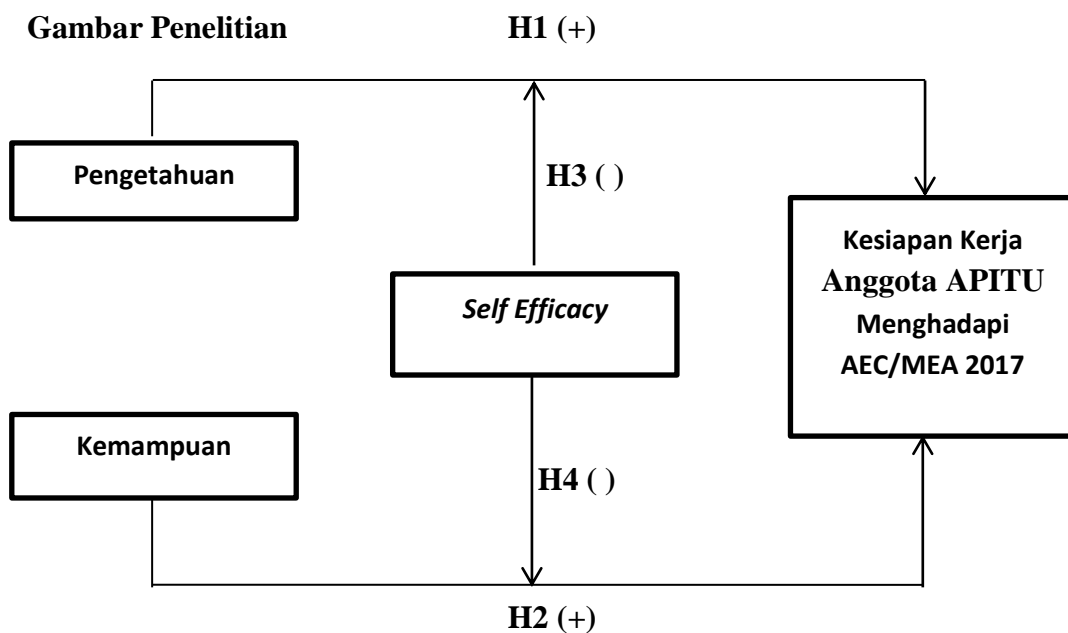 Gambar Penelitian
H1 (+)
Pengetahuan
H3 ( )
Kesiapan Kerja
Anggota APITU
Menghadapi
AEC/MEA 2017
Self Efficacy
Kemampuan
H4 ( )
H2 (+)